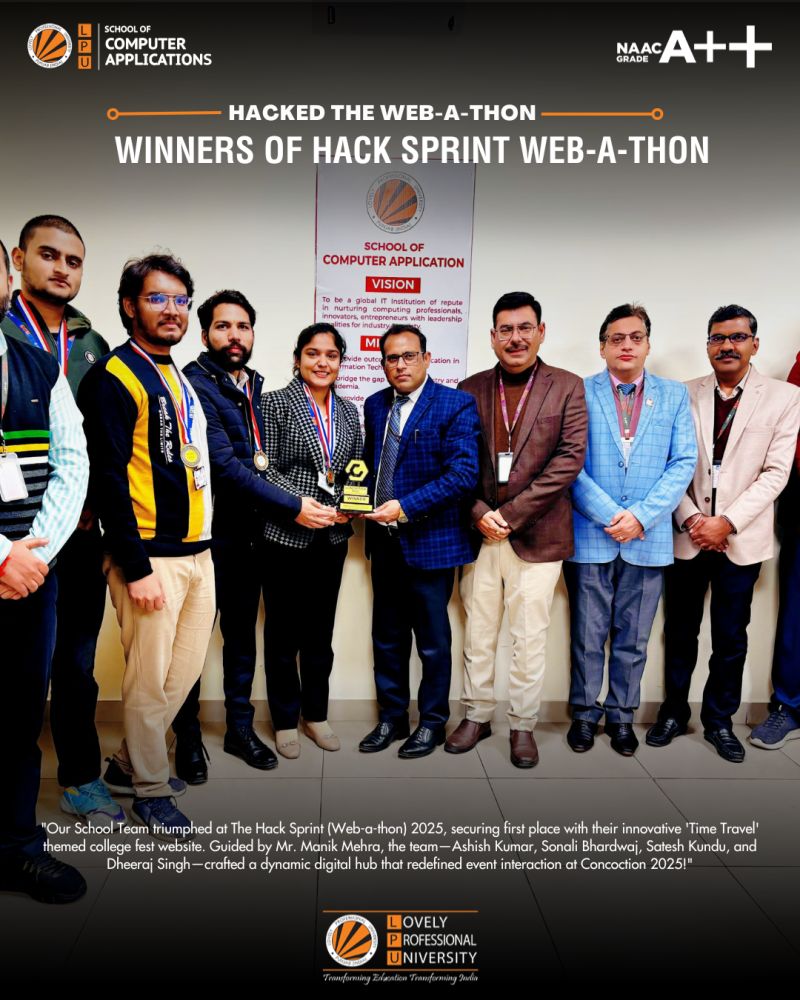 LPU
SCHOOL OF
COMPUTER
APPLICATIONS
NAAC
GRADE A++
HACKED THE WEB-A-THON
WINNERS OF HACK SPRINT WEB-A-THON
SCHOOL OF
COMPUTER APPLICATION
VISION
To be a global IT Institution of repute
in nurturing computing professionals,
innovators, entrepreneurs with leadership
for industry
WINNER
"Our School Team triumphed at The Hack Sprint (Web-a-thon) 2025, securing first place with their innovative 'Time Travel'
themed college fest website. Guided by Mr. Manik Mehra, the team—Ashish Kumar, Sonali Bhardwaj, Satesh Kundu, and
Dheeraj Singh—crafted a dynamic digital hub that redefined event interaction at Concoction 2025!"
LOVELY
PROFESSIONAL
UNIVERSITY
Transforming Education Transforming India